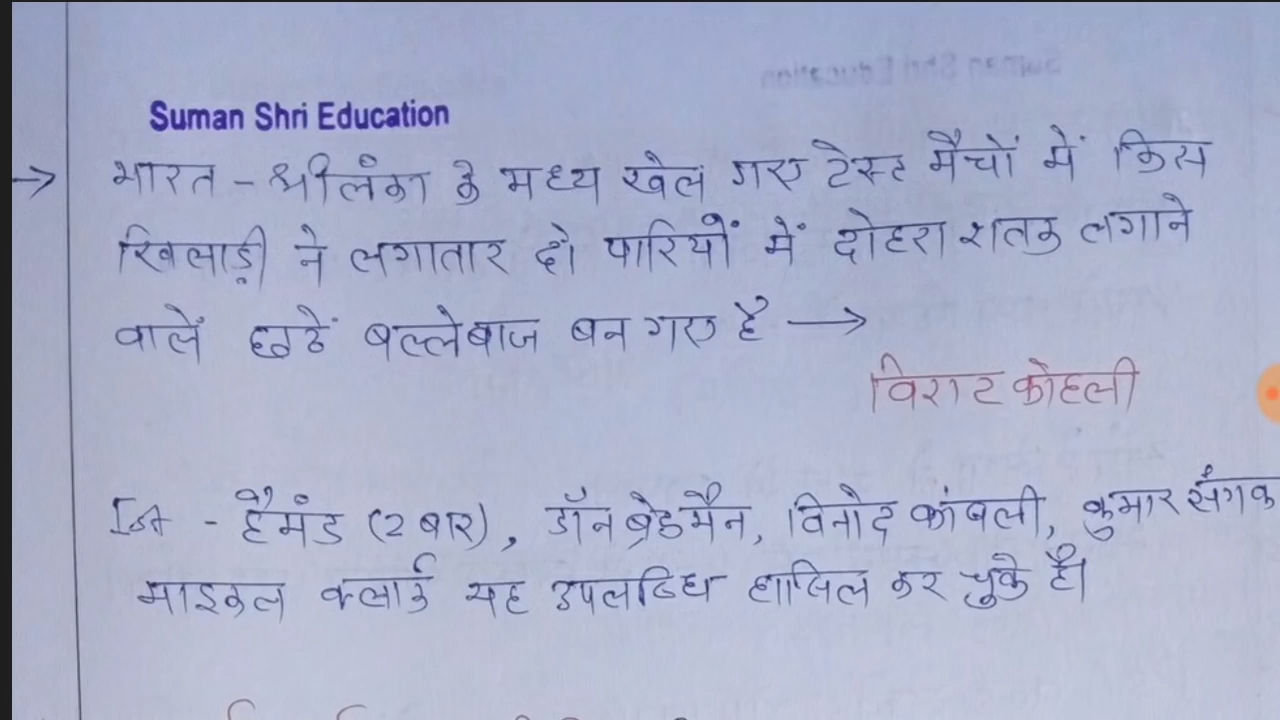 Suman Shri Education
→ भारत - श्रीलंका के मध्य खेल गए टेस्ट मैचों में किस
खिलाड़ी ने लगातार दो पारियों में दोहरा शतक लगाने
वालें छठें बल्लेबाज बन गए है →
विराट कोहली
Ist - हैमंड (2 बार), डॉन ब्रेडमैन, विनोद कांबली, कुमार संगक
माइकल क्लार्क यह उपलब्धि हासिल कर चुके है।